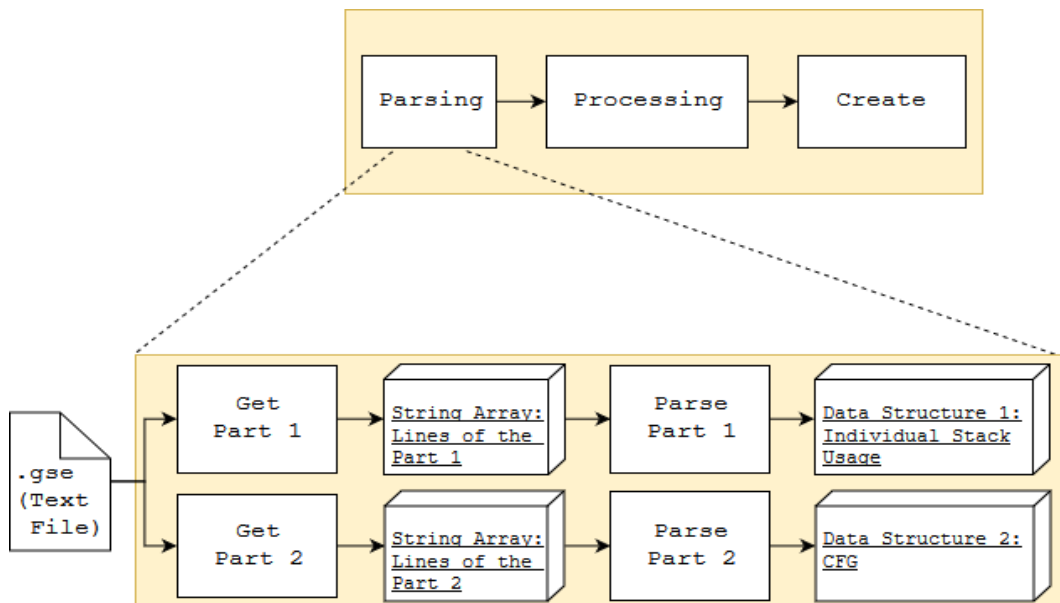 Parsing
Processing
Create
.gse
(Text
File)
Get
Part 1
String Array:
Lines of the
Part 1
Parse
Part 1
Data Structure 1:
Individual Stack
Usage
Get
Part 2
String Array:
Lines of the
Part 2
Parse
Part 2
Data Structure 2:
CFG